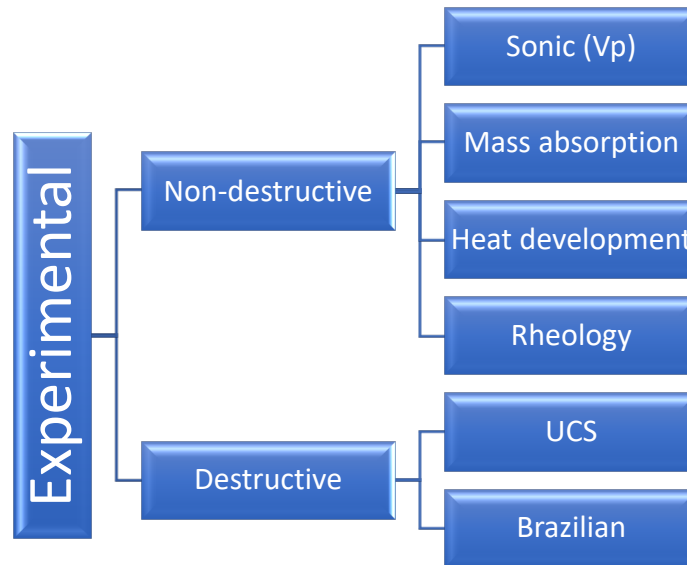 Experimental
Non-destructive
Sonic (Vp)
Mass absorption
Heat development
Rheology
Destructive
UCS
Brazilian